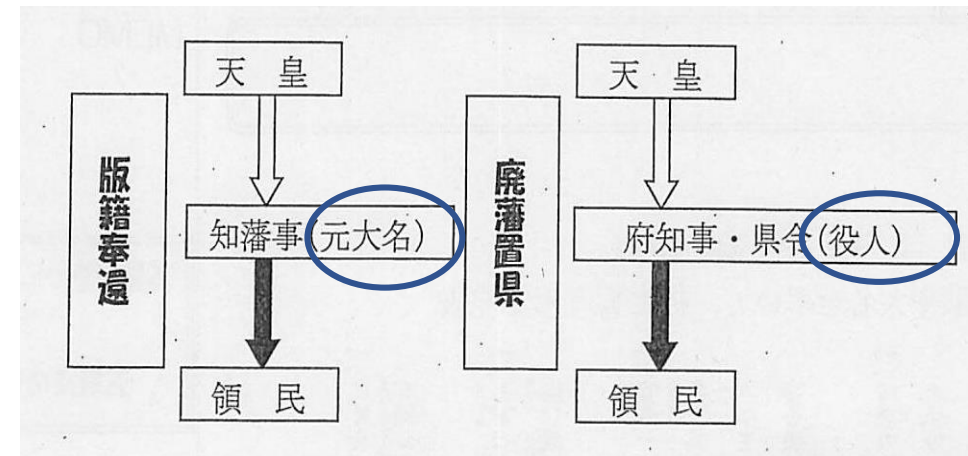 版籍奉還
天皇
知藩事(元大名)
領民
廃藩置県
天皇
府知事・県令(役人)
領民